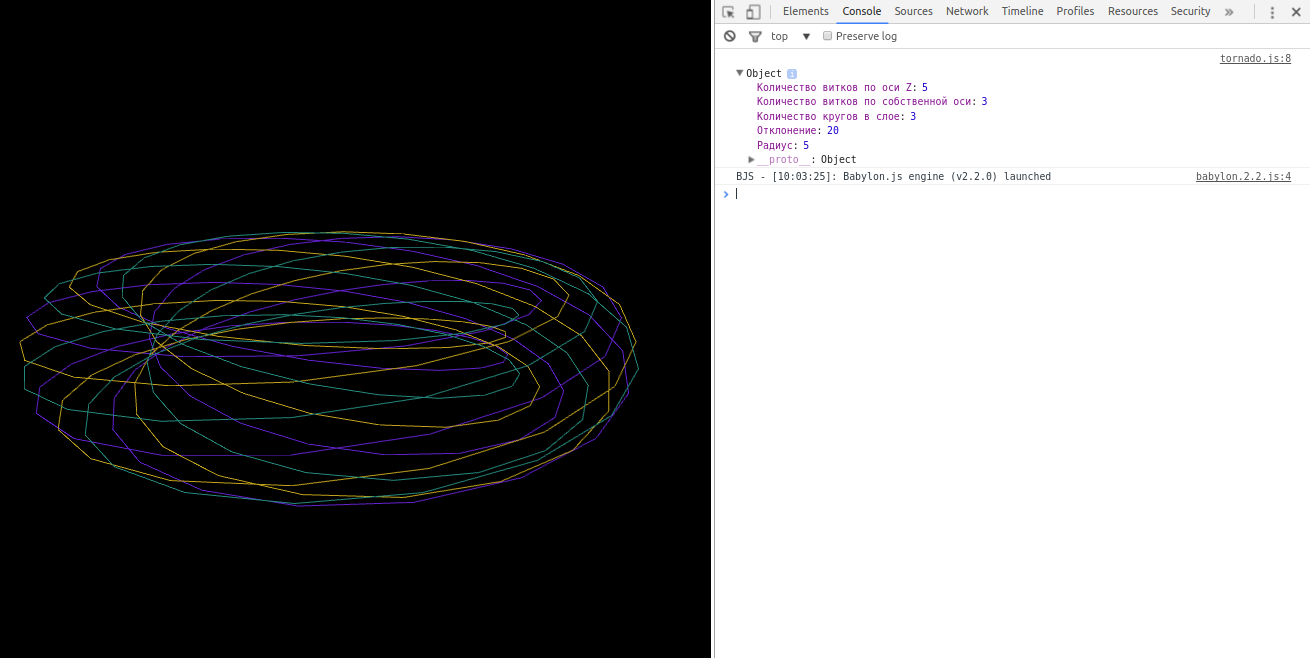 Elements Console Sources Network Timeline Profiles Resources Security »
top ▼ Preserve log
tornado.js:8
▼Object i
Количество витков по оси Z: 5
Количество витков по собственной оси: 3
Количество кругов в слое: 3
Отклонение: 20
Радиус: 5
▶__proto__: Object
BJS - [10:03:25]: Babylon.js engine (v2.2.0) launched babylon.2.2.js:4